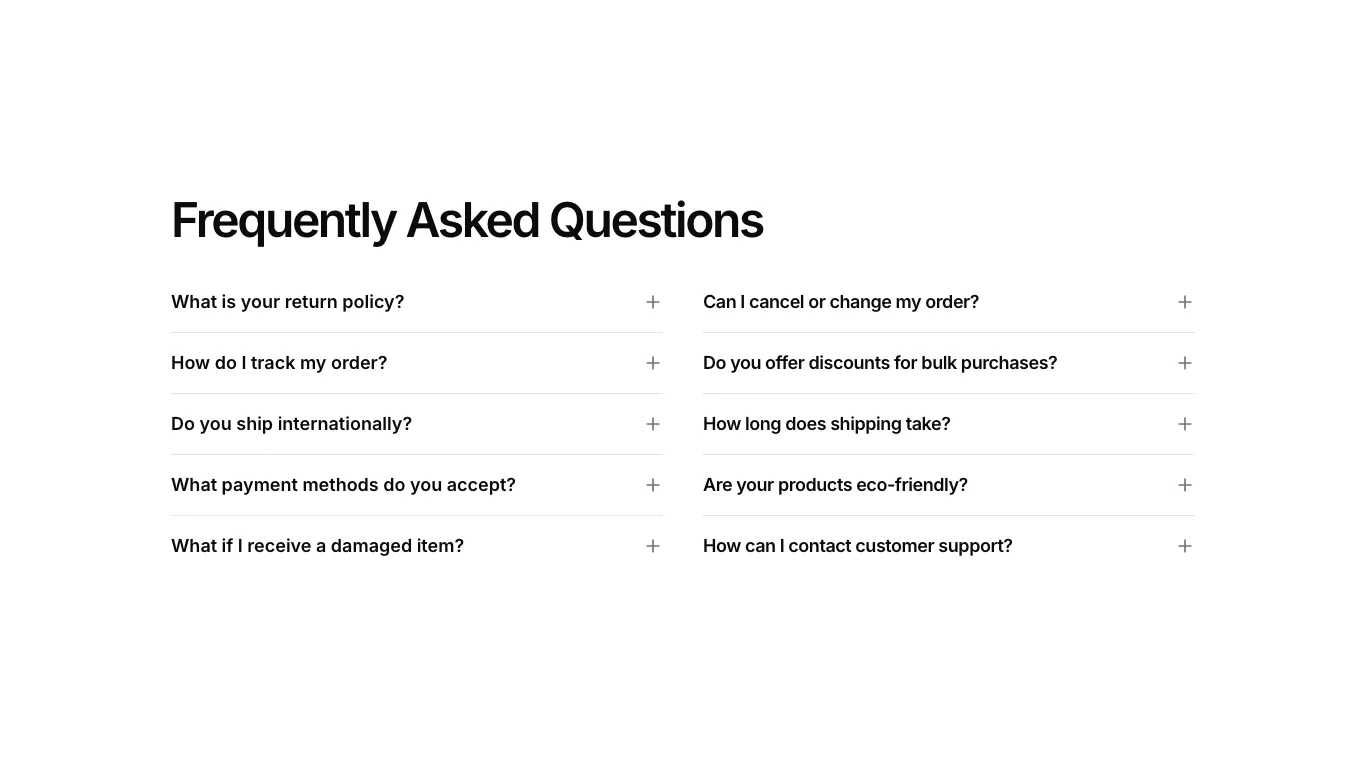 Frequently Asked Questions
What is your return policy?
How do I track my order?
Do you ship internationally?
What payment methods do you accept?
What if I receive a damaged item?
Can I cancel or change my order?
Do you offer discounts for bulk purchases?
How long does shipping take?
Are your products eco-friendly?
How can I contact customer support?